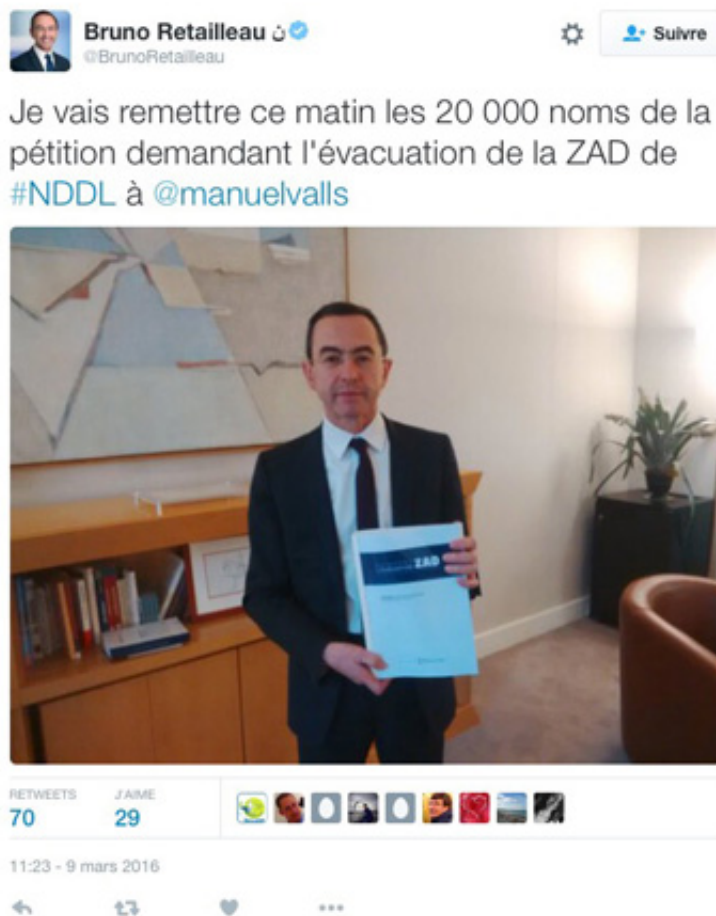 Bruno Retailleau ن
@BrunoRetailleau
Suivre
Je vais remettre ce matin les 20 000 noms de la
pétition demandant l'évacuation de la ZAD de
#NDDL à @manuelvalls
ZAD
RETWEETS
J'AIME
70
29
11:23 - 9 mars 2016